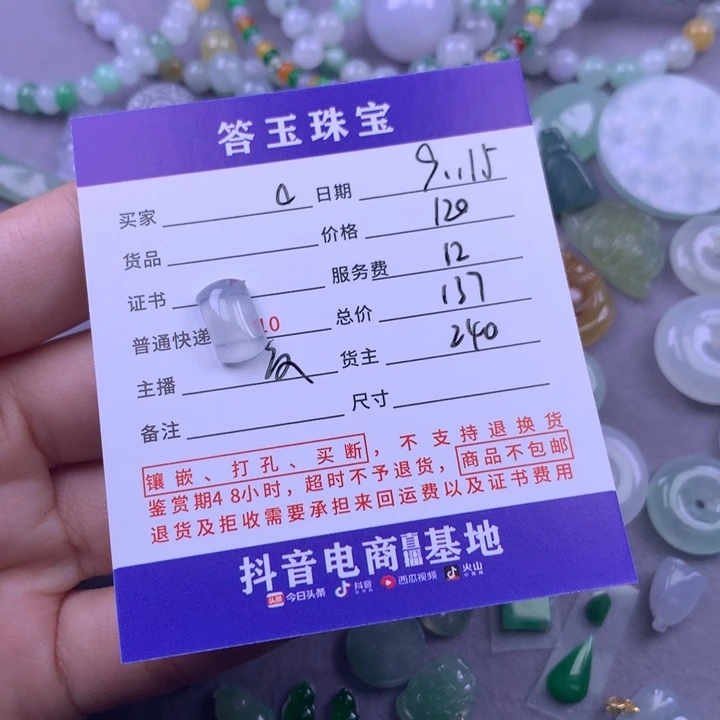 答玉珠宝
买家 日期 9..15
货品 价格 120
证书 服务费 12
普通快递 10 总价 137
主播 货主 240
备注 尺寸
镶嵌、打孔、买断,不支持退换货
鉴赏期48小时,超时不予退货,商品不包邮
退货及拒收需要承担来回运费以及证书费用
抖音电商直播基地
头条 今日头条 抖音 西瓜视频 火山